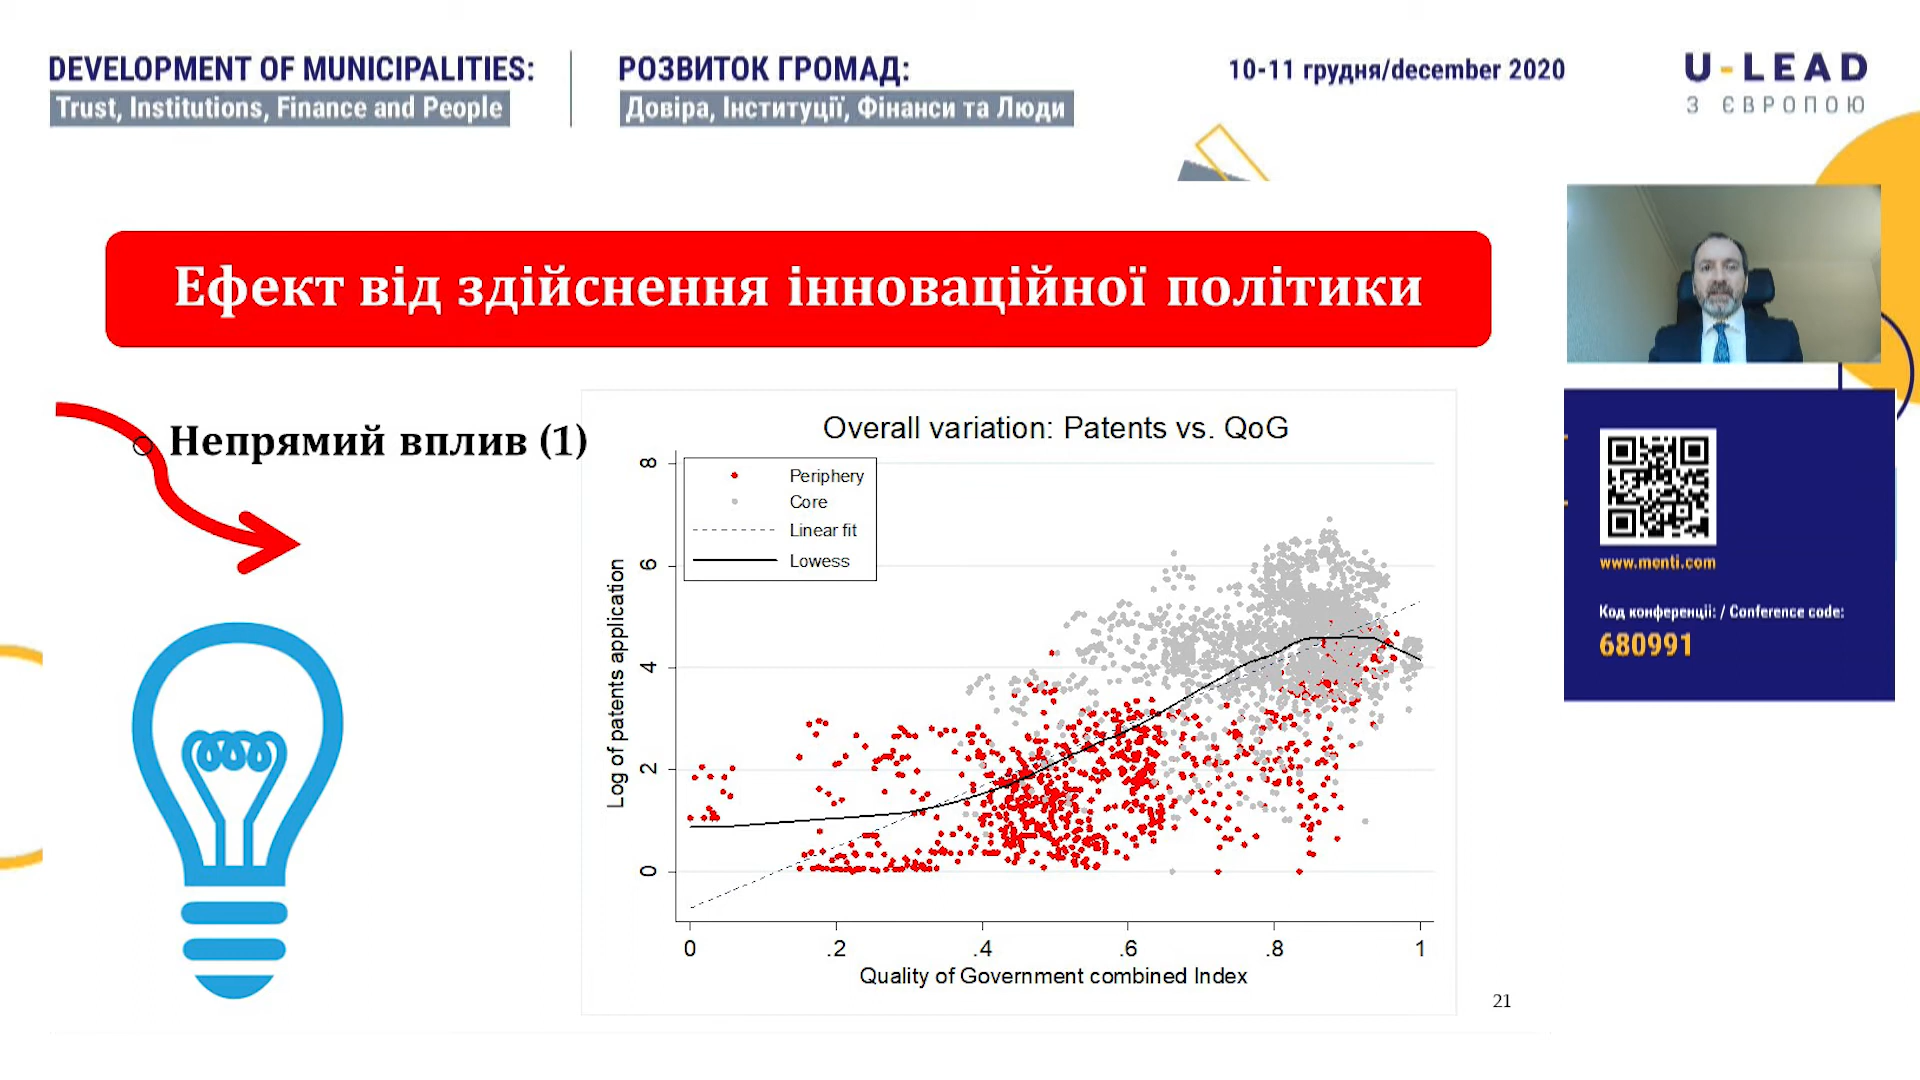 DEVELOPMENT OF MUNICIPALITIES:
Trust, Institutions, Finance and People
РОЗВИТОК ГРОМАД:
Довіра, Інституції, Фінанси та Люди
10-11 грудня/december 2020
U-LEAD
З ЄВРОПОЮ
Ефект від здійснення інноваційної політики
Непрямий вплив (1)
Overall variation: Patents vs. QoG
Periphery
Core
Linear fit
Lowess
Log of patents application
8
6
4
2
0
0 .2 .4 .6 .8 1
Quality of Government combined Index
21
www.menti.com
Код конференції: / Conference code:
680991